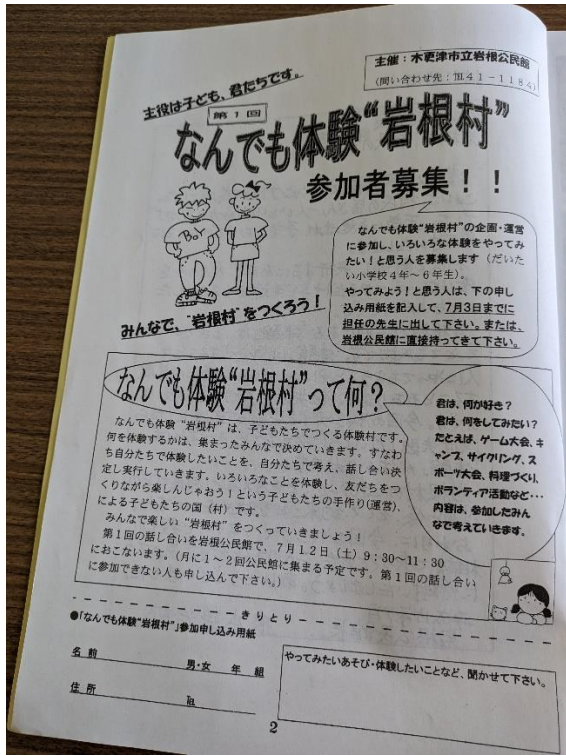 主催：木更津市立岩根公民館
(問い合わせ先：℡41－1184)
主役は子ども、君たちです。
第1回
なんでも体験“岩根村”
参加者募集！！
BOY
なんでも体験“岩根村”の企画・運営
に参加し、いろいろな体験をやってみ
たい！と思う人を募集します（だいた
い小学校4年～6年生）。
やってみよう！と思う人は、下の申し
込み用紙を記入して、7月3日までに
担任の先生に出して下さい。または、
岩根公民館に直接持ってきて下さい。
みんなで、“岩根村”をつくろう！
なんでも体験“岩根村”って何？
なんでも体験“岩根村”は、子どもたちでつくる体験村です。
何を体験するかは、集まったみんなで決めていきます。すなわ
ち自分たちで体験したいことを、自分たちで考え、話し合い決
定し実行していきます。いろいろなことを体験し、友だちをつ
くりながら楽しんじゃおう！という子どもたちの手作り(運営)、
による子どもたちの国（村）です。
みんなで楽しい“岩根村”をつくっていきましょう！
第1回の話し合いを岩根公民館で、7月12日（土）9：30～11：30
におこないます。（月に1～2回公民館に集まる予定です。第1回の話し合い
に参加できない人も申し込んで下さい。）
君は、何が好き？
君は、何をしてみたい？
たとえば、ゲーム大会、キ
ャンプ、サイクリング、ス
ポーツ大会、料理づくり、
ボランティア活動など・・・
内容は、参加したみん
なで考えていきます。
きりとり
●「なんでも体験“岩根村”」参加申し込み用紙
名前　男・女　年　組
住所　℡
やってみたいあそび・体験したいことなど、聞かせて下さい。
2